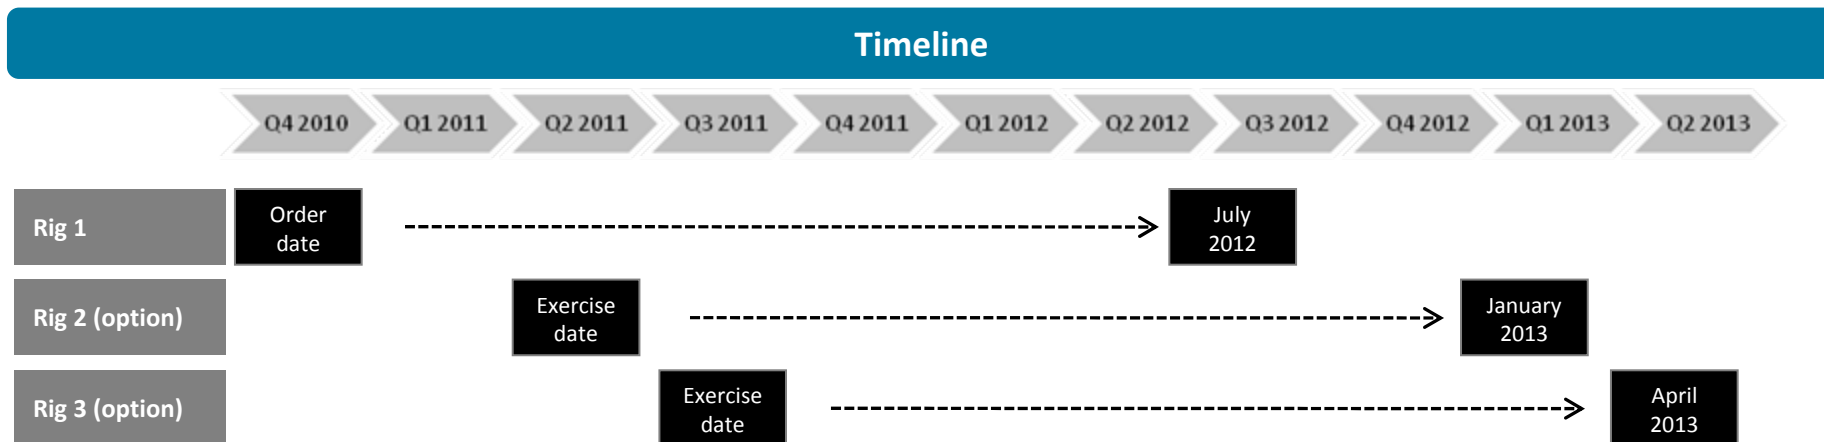 Timeline
Q4 2010
Q1 2011
Q2 2011
Q3 2011
Q4 2011
Q1 2012
Q2 2012
Q3 2012
Q4 2012
Q1 2013
Q2 2013
Rig 1
Order
date
July
2012
Rig 2 (option)
Exercise
date
January
2013
Rig 3 (option)
Exercise
date
April
2013